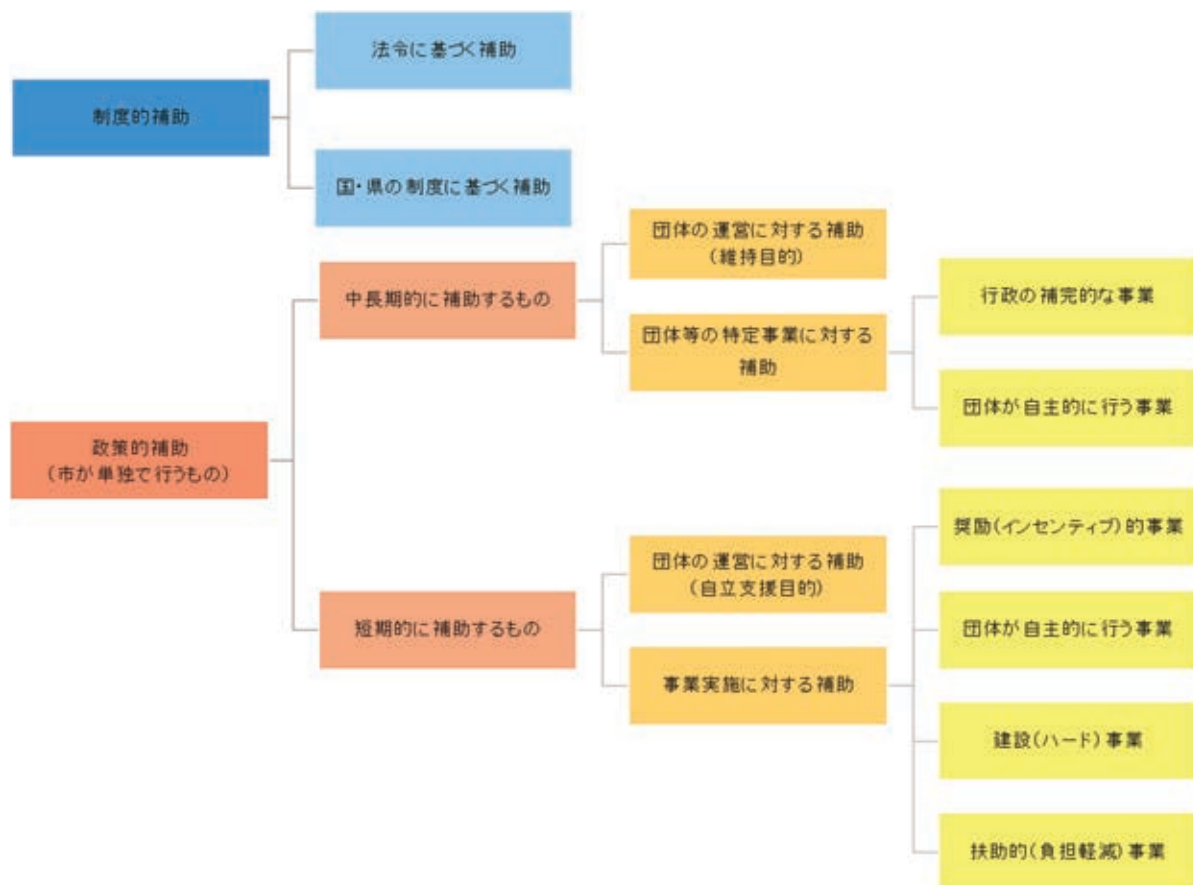 法令に基づく補助
制度的補助
国・県の制度に基づく補助
団体の運営に対する補助
(維持目的)
中長期的に補助するもの
団体等の特定事業に対する
補助
行政の補完的な事業
団体が自主的に行う事業
政策的補助
(市が単独で行うもの)
団体の運営に対する補助
(自立支援目的)
短期的に補助するもの
事業実施に対する補助
奨励(インセンティブ)的事業
団体が自主的に行う事業
建設(ハード)事業
扶助的(負担軽減)事業